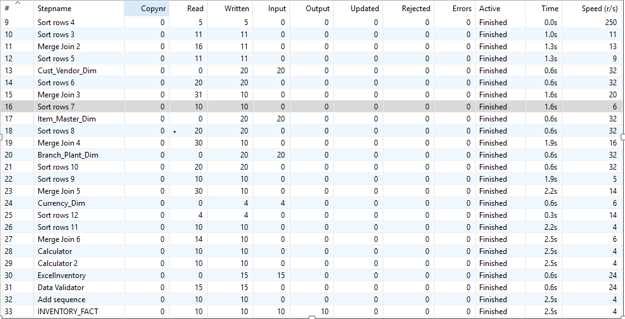 # Stepname Copynr Read Written Input Output Updated Rejected Errors Active Time Speed (r/s)
9 Sort rows 4 0 5 5 0 0 0 0 0 Finished 0.0s 250
10 Sort rows 3 0 11 11 0 0 0 0 0 Finished 1.0s 11
11 Merge Join 2 0 16 11 0 0 0 0 0 Finished 1.3s 13
12 Sort rows 5 0 11 11 0 0 0 0 0 Finished 1.3s 9
13 Cust_Vendor_Dim 0 0 20 20 0 0 0 0 Finished 0.6s 32
14 Sort rows 6 0 20 20 0 0 0 0 0 Finished 0.6s 32
15 Merge Join 3 0 31 10 0 0 0 0 0 Finished 1.6s 20
16 Sort rows 7 0 10 10 0 0 0 0 0 Finished 1.6s 6
17 Item_Master_Dim 0 0 20 20 0 0 0 0 Finished 0.6s 32
18 Sort rows 8 0 20 20 0 0 0 0 0 Finished 0.6s 32
19 Merge Join 4 0 30 10 0 0 0 0 0 Finished 1.9s 16
20 Branch_Plant_Dim 0 0 20 20 0 0 0 0 Finished 0.6s 32
21 Sort rows 10 0 20 20 0 0 0 0 0 Finished 0.6s 32
22 Sort rows 9 0 10 10 0 0 0 0 0 Finished 1.9s 5
23 Merge Join 5 0 30 10 0 0 0 0 0 Finished 2.2s 14
24 Currency_Dim 0 0 4 4 0 0 0 0 Finished 0.6s 6
25 Sort rows 12 0 4 4 0 0 0 0 0 Finished 0.3s 14
26 Sort rows 11 0 10 10 0 0 0 0 0 Finished 2.2s 4
27 Merge Join 6 0 14 10 0 0 0 0 0 Finished 2.5s 6
28 Calculator 0 10 10 0 0 0 0 0 Finished 2.5s 4
29 Calculator 2 0 10 10 0 0 0 0 0 Finished 2.5s 4
30 ExcelInventory 0 0 15 15 0 0 0 0 Finished 0.6s 24
31 Data Validator 0 15 15 0 0 0 0 0 Finished 0.6s 24
32 Add sequence 0 10 10 0 0 0 0 0 Finished 2.5s 4
33 INVENTORY_FACT 0 10 10 10 10 0 0 0 Finished 2.5s 4